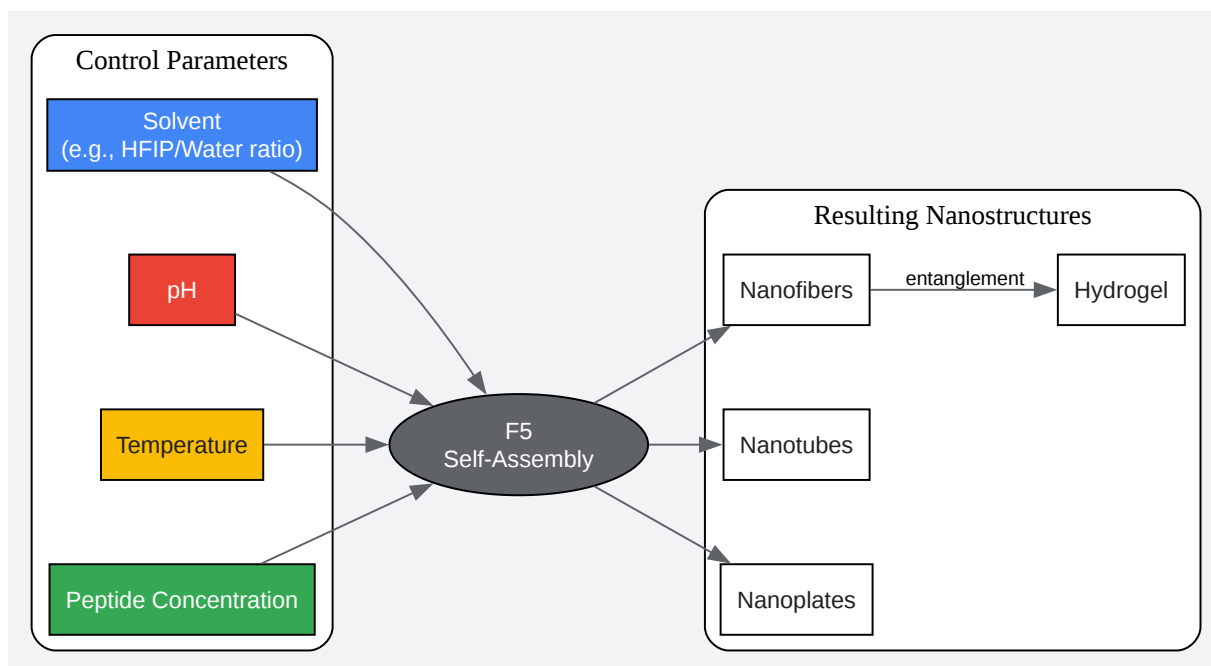 Control Parameters
Solvent
(e.g., HFIP/Water ratio)
pH
Temperature
Peptide Concentration
F5
Self-Assembly
Resulting Nanostructures
Nanofibers
entanglement
Hydrogel
Nanotubes
Nanoplates